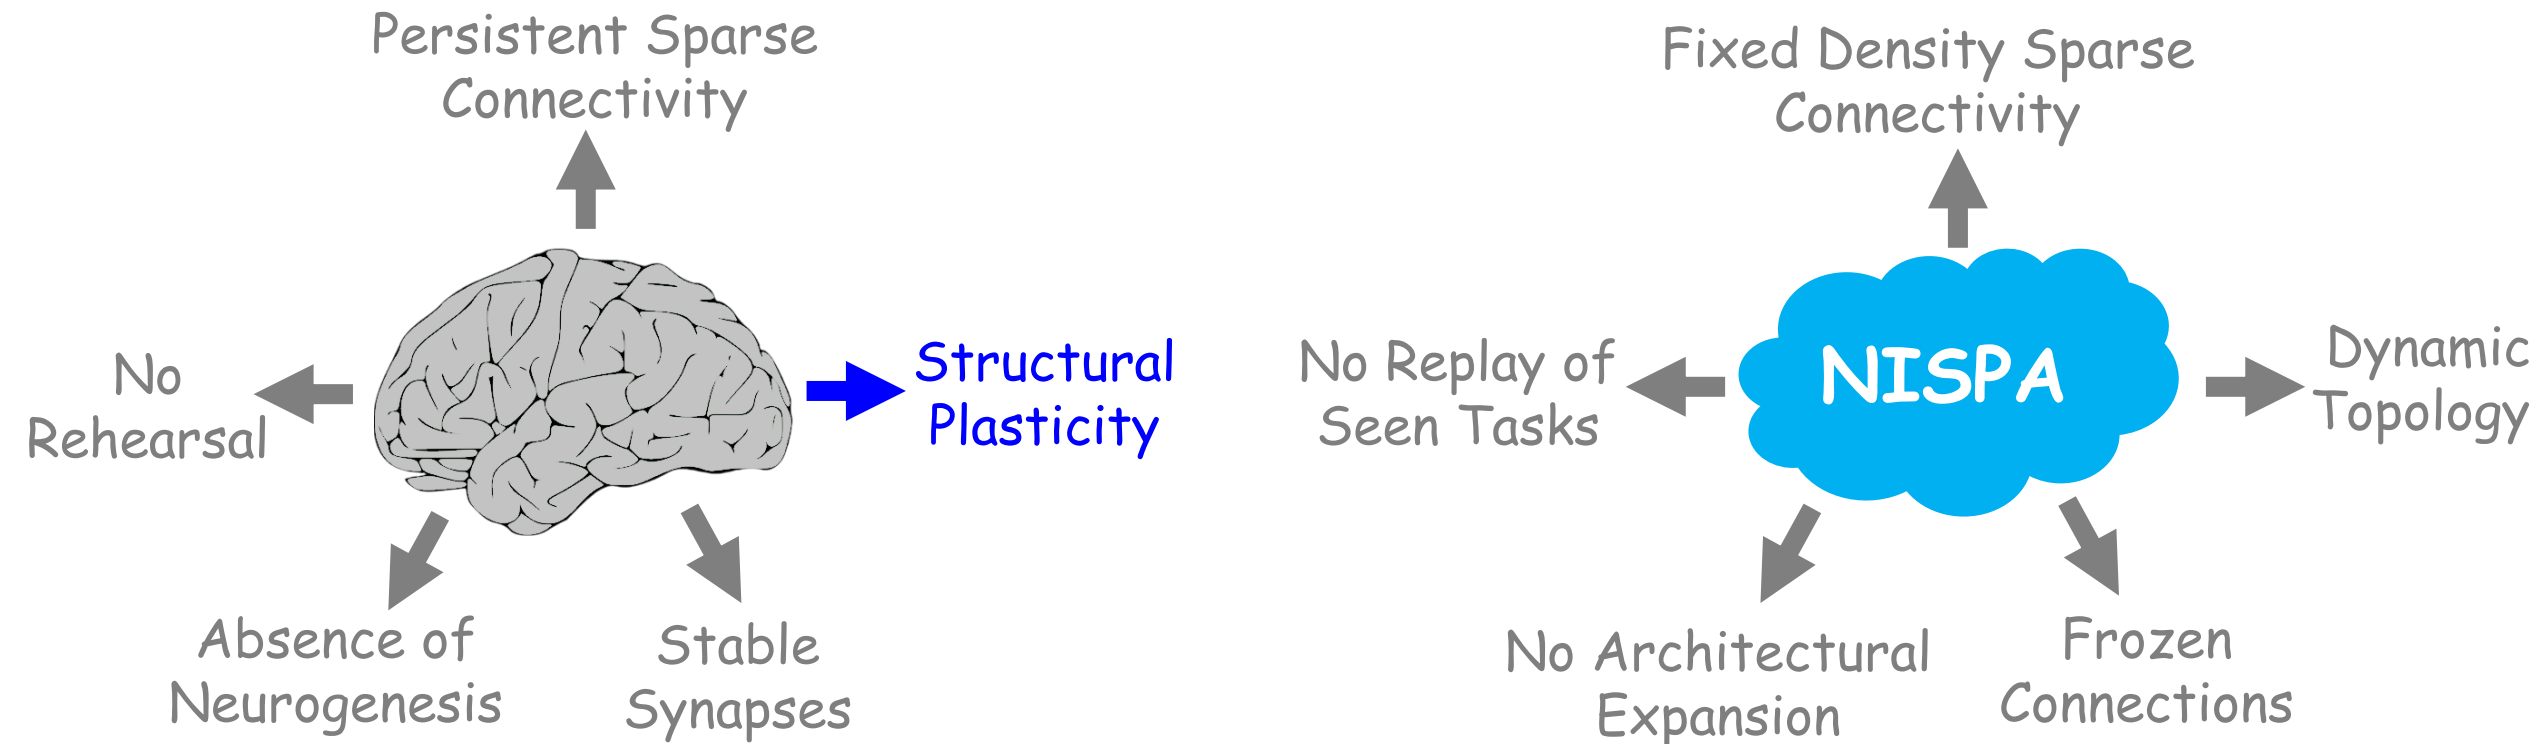 Persistent Sparse
Connectivity
No
Rehearsal
Structural
Plasticity
Absence of
Neurogenesis
Stable
Synapses
Fixed Density Sparse
Connectivity
No Replay of
Seen Tasks
NISPA
Dynamic
Topology
No Architectural
Expansion
Frozen
Connections